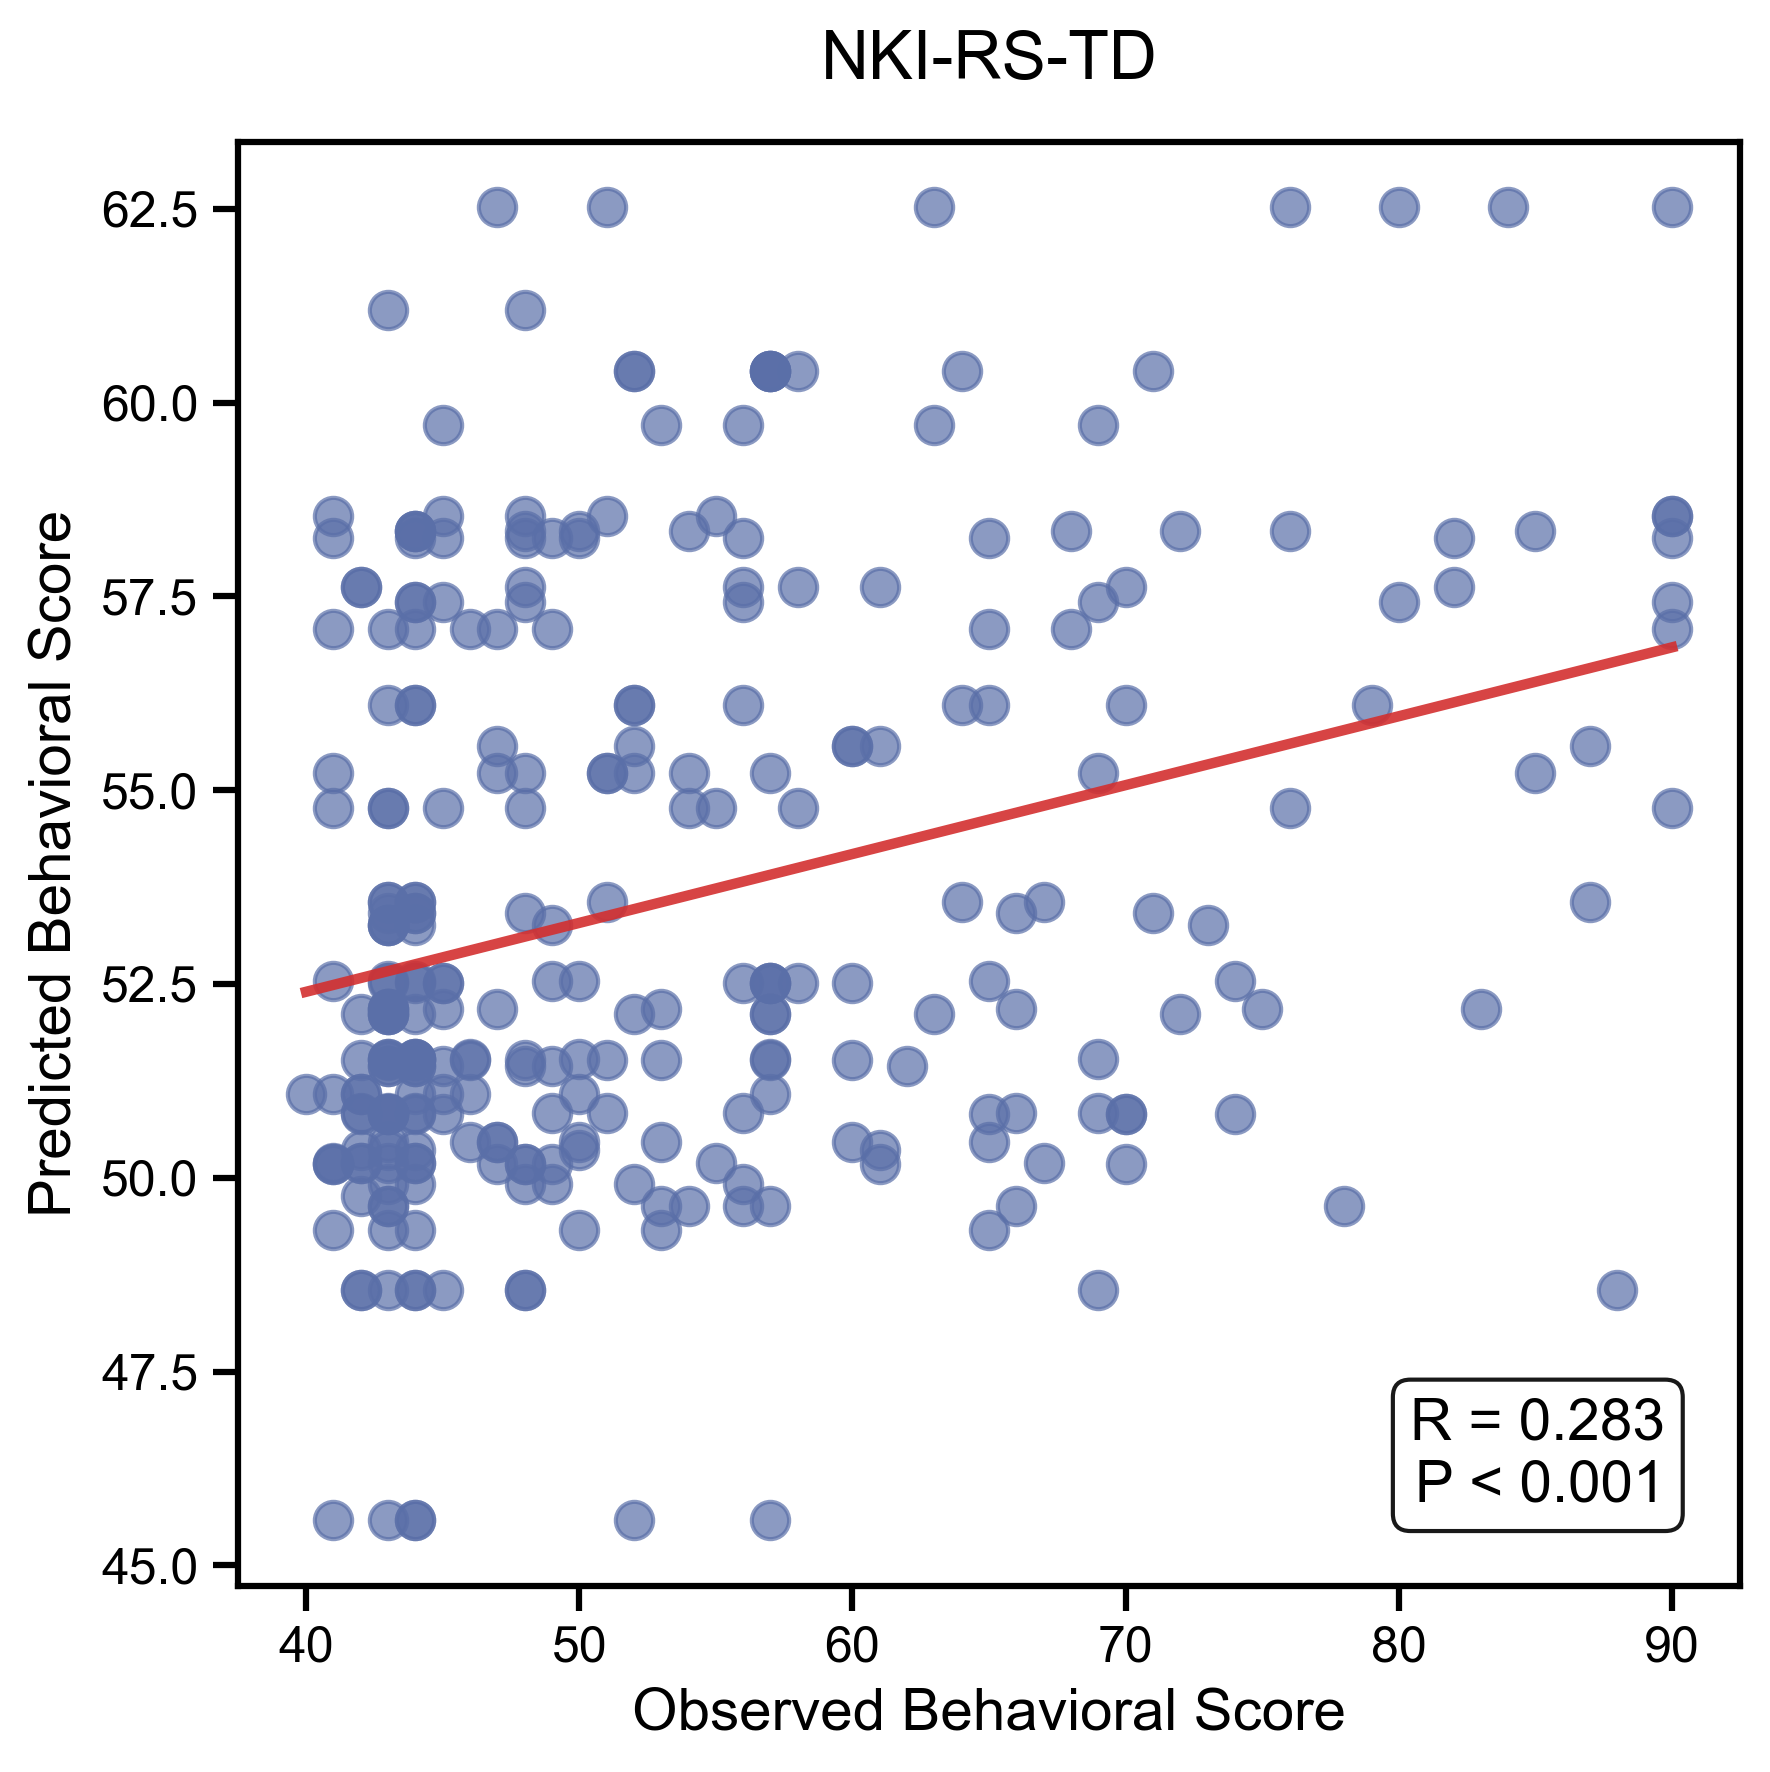 NKI-RS-TD
Predicted Behavioral Score
62.5
60.0
57.5
55.0
52.5
50.0
47.5
45.0
R = 0.283
P < 0.001
40 50 60 70 80 90
Observed Behavioral Score